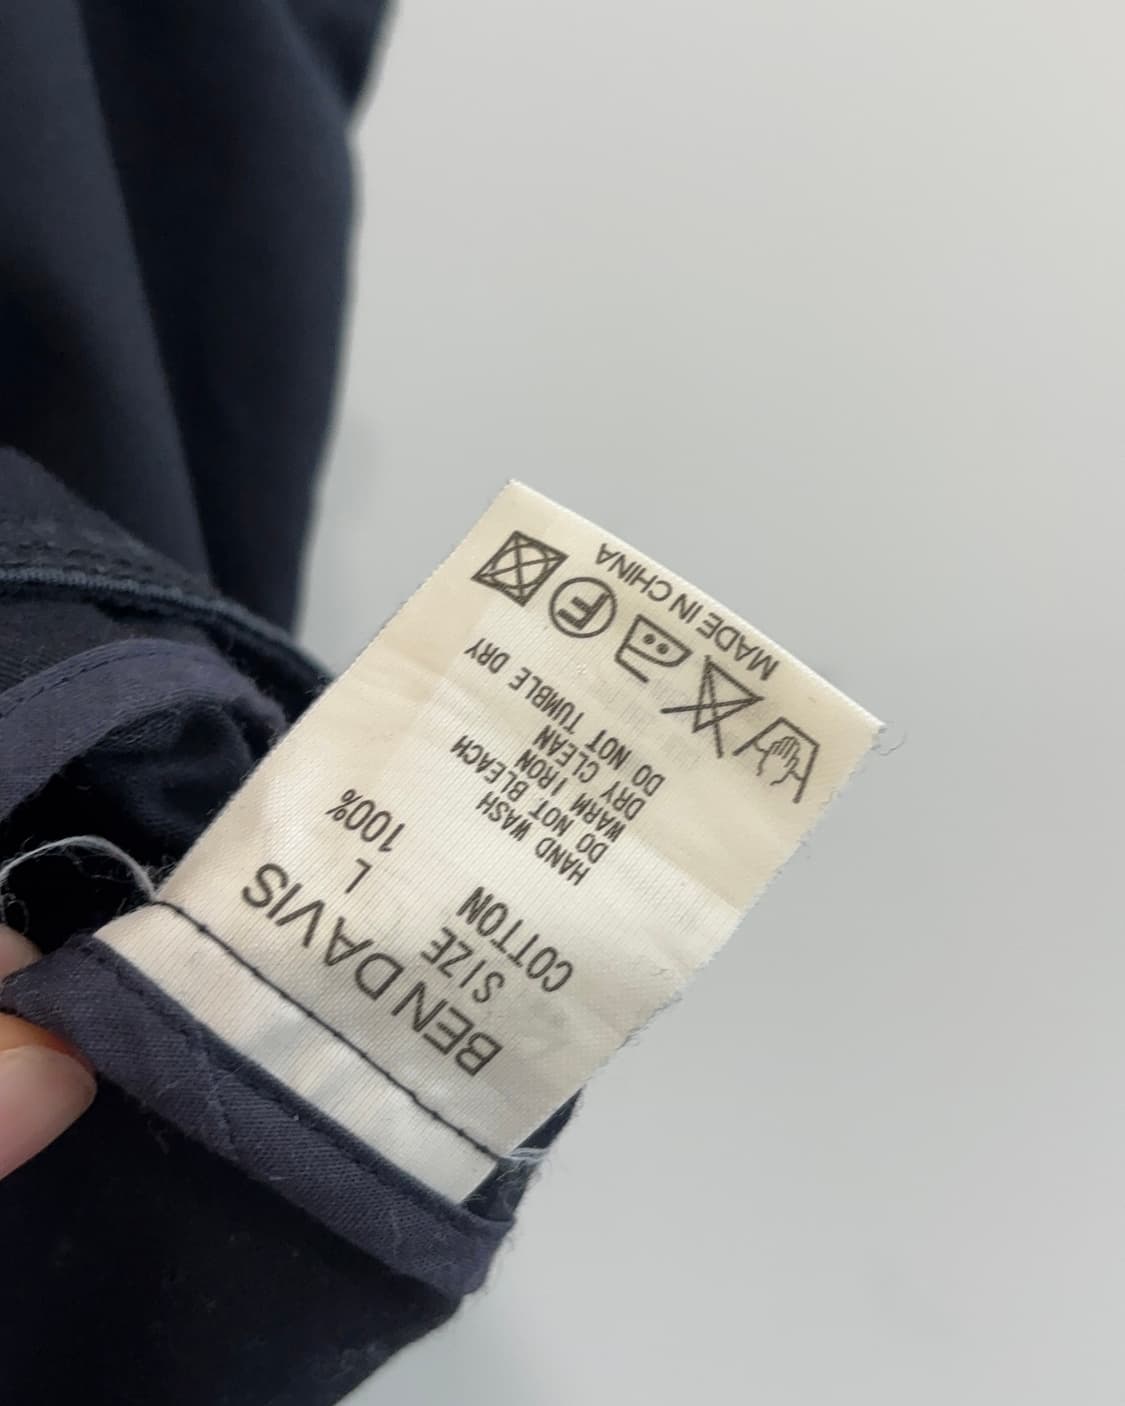 BEN DAVIS
SIZE L
COTTON 100%
HAND WASH
DO NOT BLEACH
WARM IRON
DRY CLEAN
DO NOT TUMBLE DRY
F
MADE IN CHINA